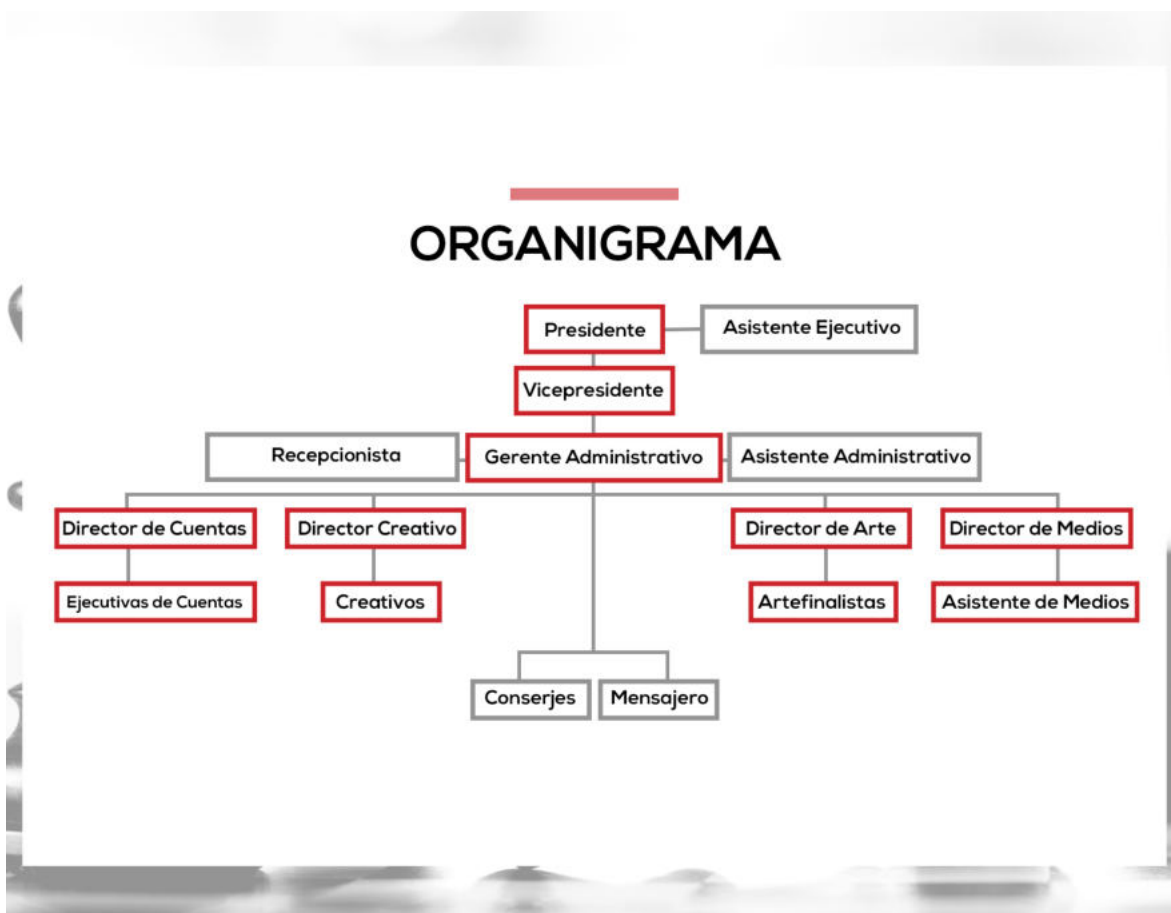 ORGANIGRAMA
Presidente
Asistente Ejecutivo
Vicepresidente
Recepcionista
Gerente Administrativo
Asistente Administrativo
Director de Cuentas
Director Creativo
Director de Arte
Director de Medios
Ejecutivas de Cuentas
Creativos
Artefinalistas
Asistente de Medios
Conserjes
Mensajero